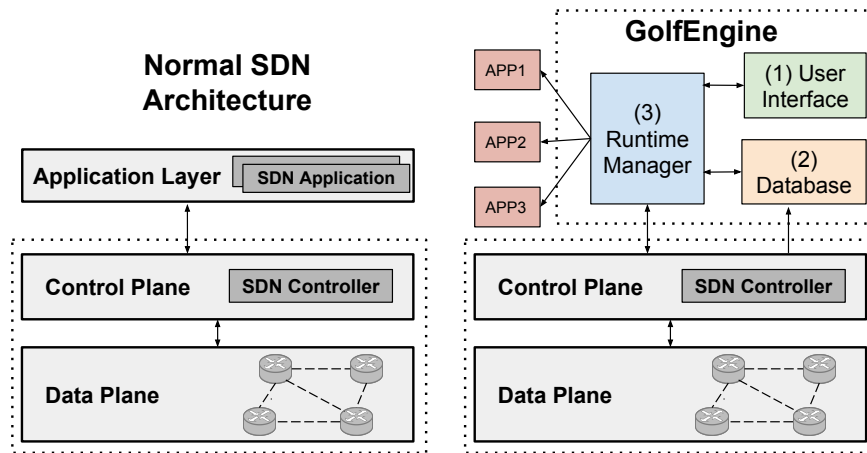 Normal SDN
Architecture
Application Layer
SDN Application
Control Plane
SDN Controller
Data Plane
GolfEngine
APP1
APP2
APP3
(3)
Runtime
Manager
(1) User
Interface
(2)
Database
Control Plane
SDN Controller
Data Plane